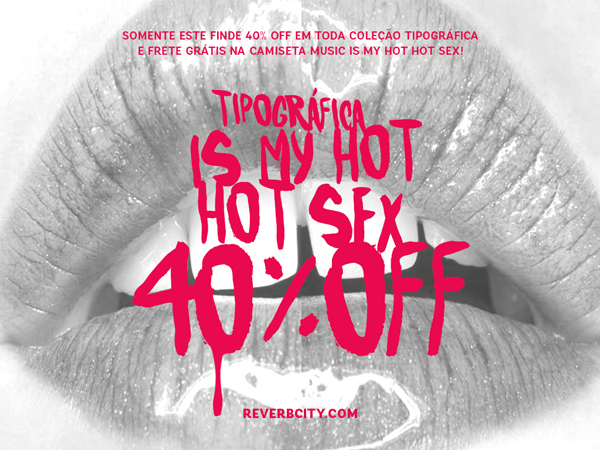 SOMENTE ESTE FINDE 40% OFF EM TODA COLEÇÃO TIPOGRÁFICA
E FRETE GRÁTIS NA CAMISETA MUSIC IS MY HOT HOT SEX!
TIPOGRÁFICA
IS MY HOT
HOT SEX
40% OFF
REVERBCITY.COM